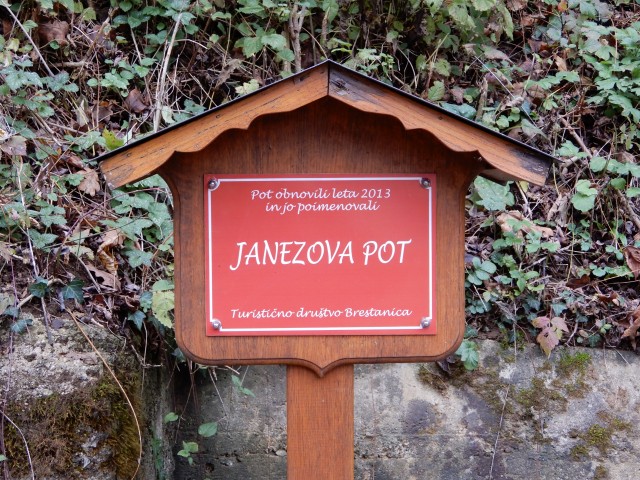 Pot obnovili leta 2013
in jo poimenovali
JANEZOVA POT
Turistično društvo Brestanica